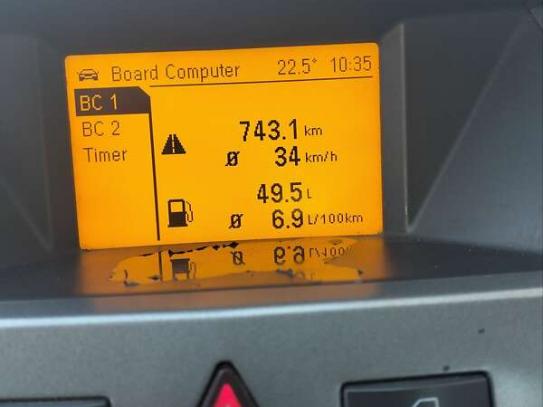 Board Computer 22.5° 10:35
BC 1
BC 2
Timer
743.1 km
Ø 34 km/h
49.5 L
Ø 6.9 L/100km